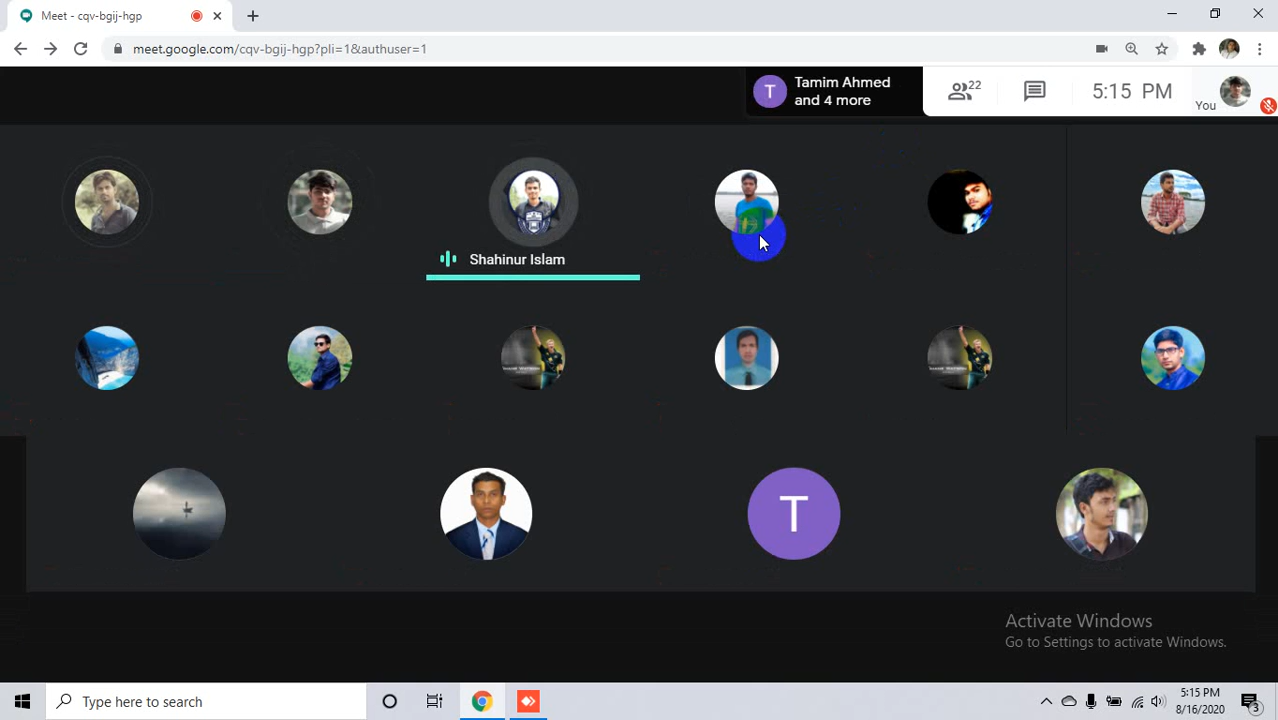 Meet - cqv-bgij-hgp
meet.google.com/cqv-bgij-hgp?pli=1&authuser=1
T
Tamim Ahmed
and 4 more
22
5:15 PM
You
Shahinur Islam
T
Activate Windows
Go to Settings to activate Windows.
Type here to search
5:15 PM
8/16/2020
3